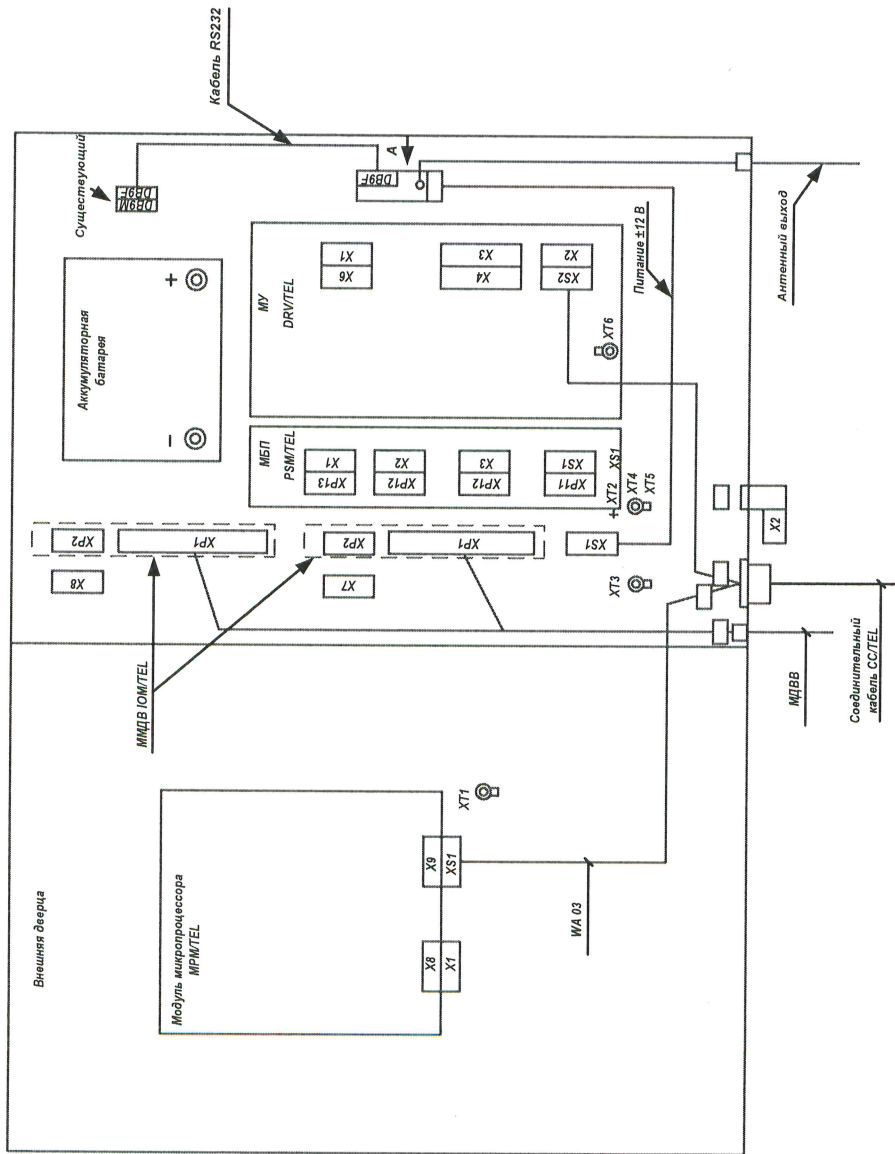 Внешняя дверца
Модуль микропроцессора
MPM/TEL
X8
X1
X9
XS1
XT1
WA 03
ММДВ IOM/TEL
X8
XP2
XP1
X7
XP2
XP1
XS1
XT3
Аккумуляторная
батарея
−
+
МБП
PSM/TEL
XP13
X1
XP12
X2
XP12
X3
XP11
XS1
XS1
+
XT2
XT4
XT5
МУ
DRV/TEL
X6
X1
X4
X3
XS2
X2
XT6
Существующий
DB9M
DB9F
Кабель RS232
DB9F
А
Питание ±12 В
Антенный выход
X2
МДВВ
Соединительный
кабель CC/TEL